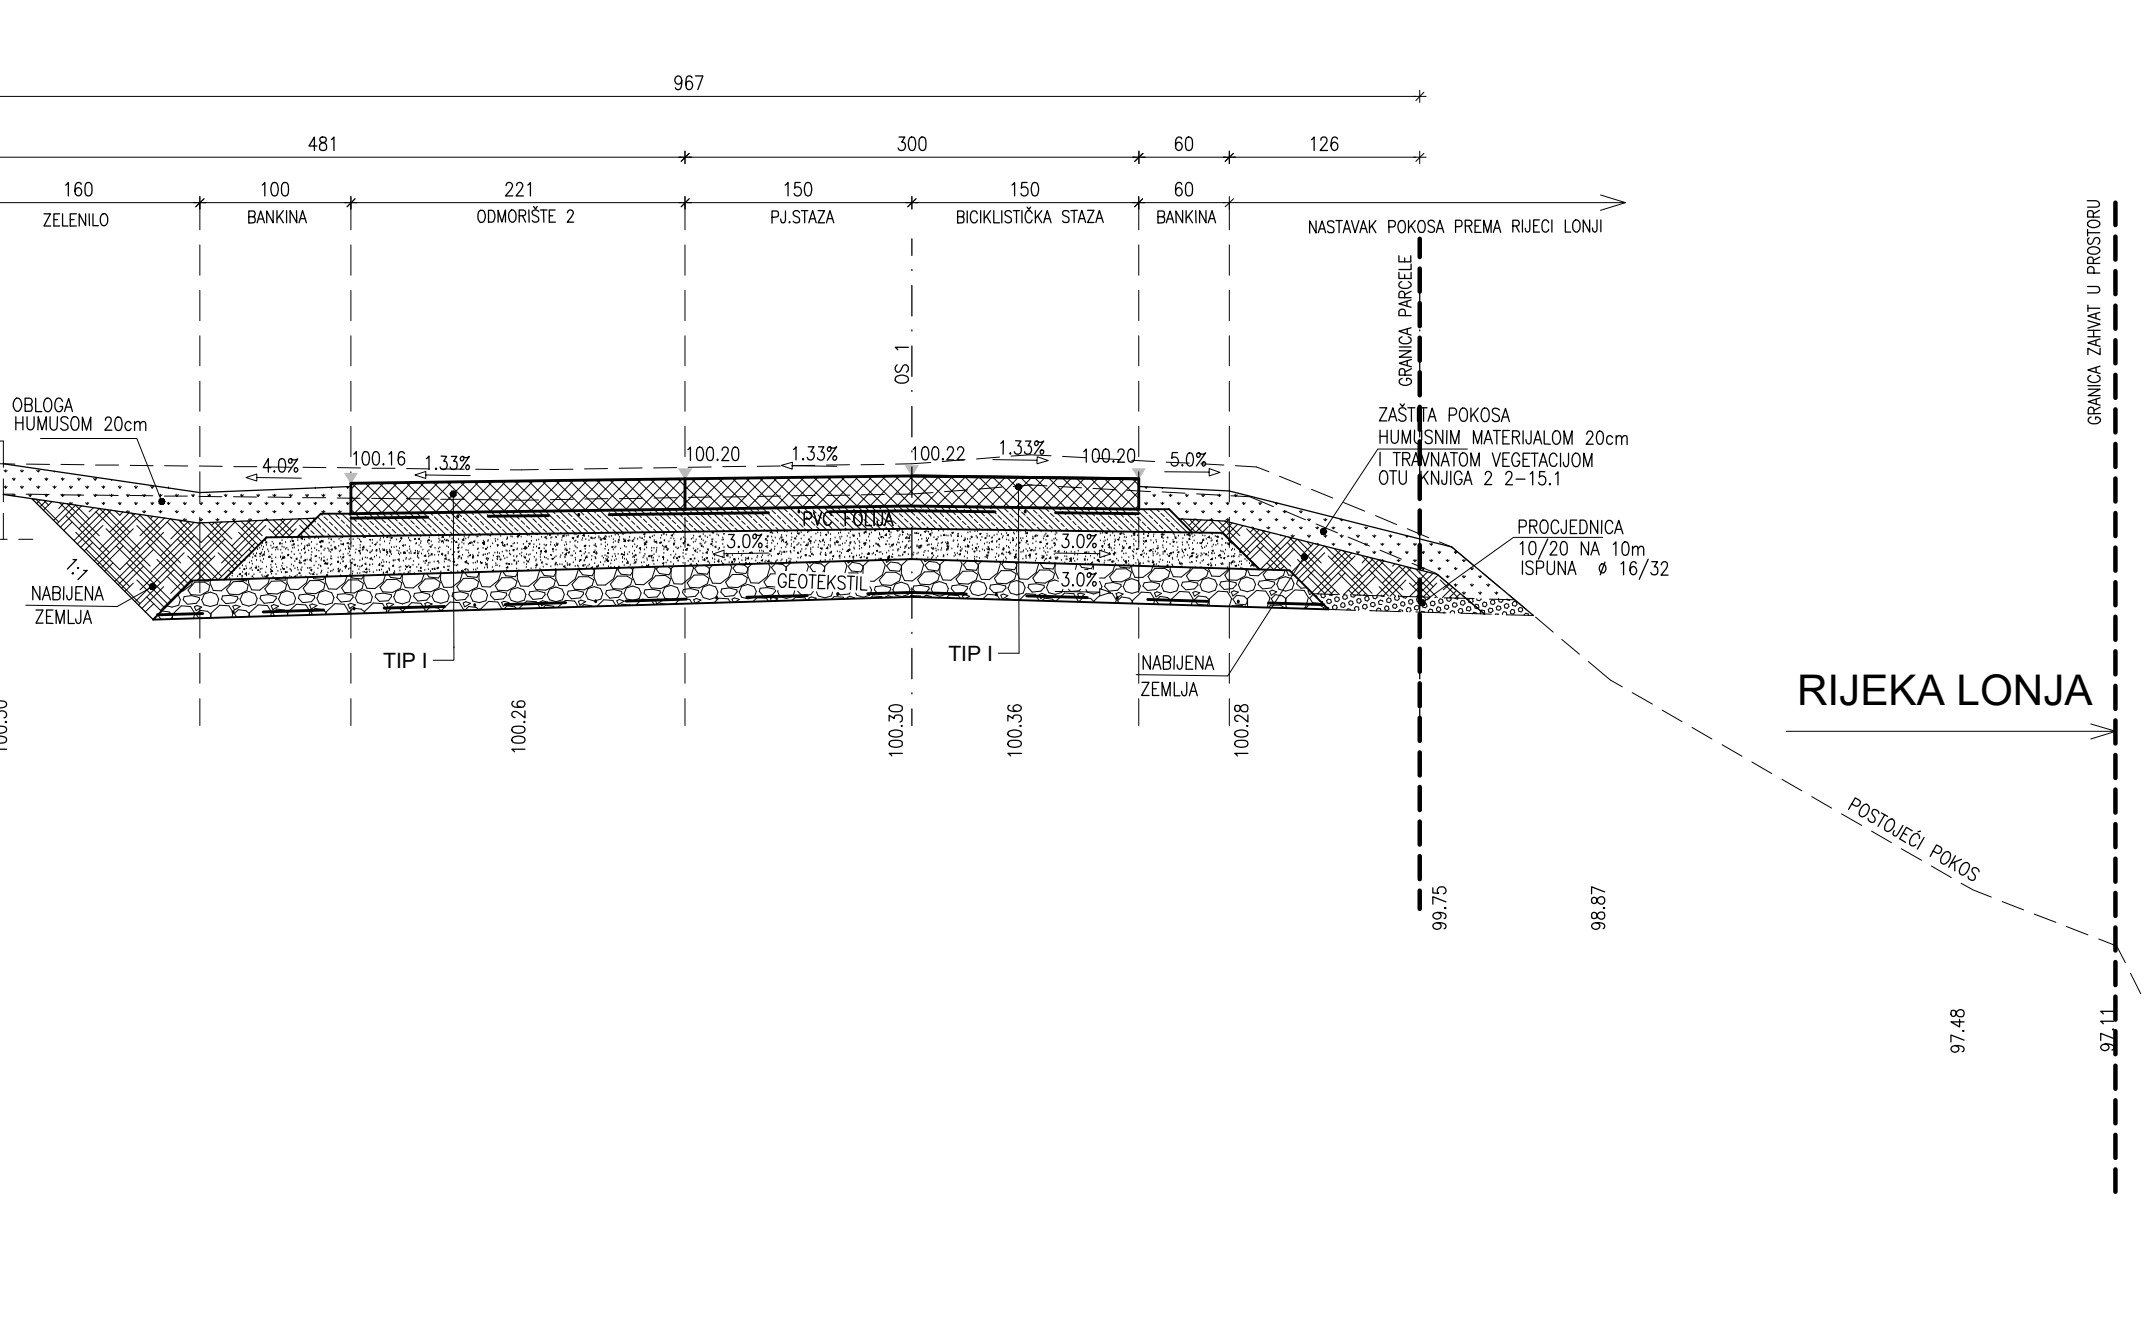 967
481
300
60
126
160
100
221
150
150
60
ZELENILO
BANKINA
ODMORIŠTE 2
PJ.STAZA
BICIKLISTIČKA STAZA
BANKINA
NASTAVAK POKOSA PREMA RIJECI LONJI
GRANICA PARCELE
GRANICA ZAHVAT U PROSTORU
OS 1
OBLOGA
HUMUSOM 20cm
ZAŠTITA POKOSA
HUMUSNIM MATERIJALOM 20cm
I TRAVNATOM VEGETACIJOM
OTU KNJIGA 2 2-15.1
4.0%
100.16
1.33%
100.20
1.33%
100.22
1.33%
100.20
5.0%
PROCJEDNICA
10/20 NA 10m
ISPUNA ø 16/32
PVC FOLIJA
3.0%
3.0%
GEOTEKSTIL
3.0%
1:1
NABIJENA
ZEMLJA
TIP I
TIP I
NABIJENA
ZEMLJA
RIJEKA LONJA
100.26
100.30
100.36
100.28
POSTOJEĆI POKOS
99.75
98.87
97.48
97.11